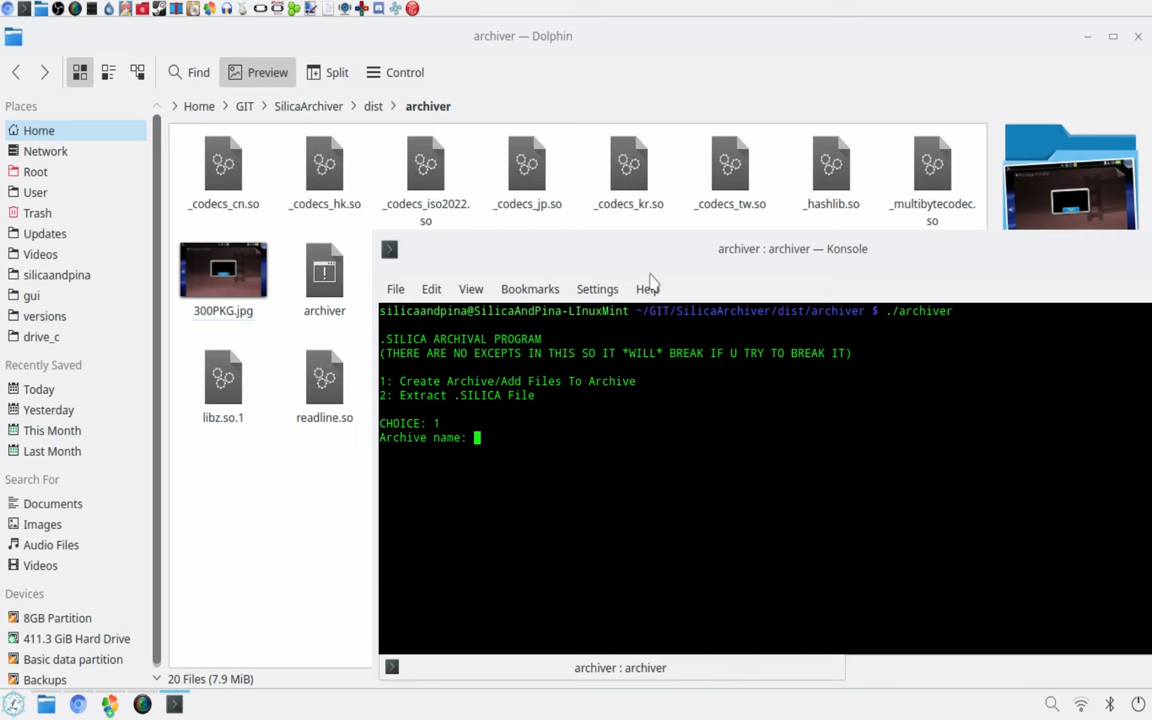 archiver — Dolphin
Find
Preview
Split
Control
Places
Home
Network
Root
User
Trash
Updates
Videos
silicaandpina
gui
versions
drive_c
Recently Saved
Today
Yesterday
This Month
Last Month
Search For
Documents
Images
Audio Files
Videos
Devices
8GB Partition
411.3 GiB Hard Drive
Basic data partition
Backups
> Home > GIT > SilicaArchiver > dist > archiver
_codecs_cn.so
_codecs_hk.so
_codecs_iso2022.
so
_codecs_jp.so
_codecs_kr.so
_codecs_tw.so
_hashlib.so
_multibytecodec.
so
300PKG.jpg
archiver
libz.so.1
readline.so
20 Files (7.9 MiB)
archiver : archiver — Konsole
File Edit View Bookmarks Settings Help
silicaandpina@SilicaAndPina-LInuxMint ~/GIT/SilicaArchiver/dist/archiver $ ./archiver
.SILICA ARCHIVAL PROGRAM
(THERE ARE NO EXCEPTS IN THIS SO IT *WILL* BREAK IF U TRY TO BREAK IT)
1: Create Archive/Add Files To Archive
2: Extract .SILICA File
CHOICE: 1
Archive name:
archiver : archiver